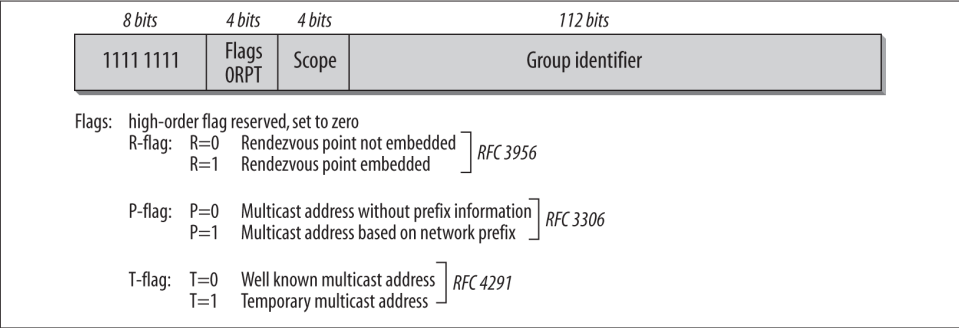 8 bits 4 bits 4 bits 112 bits
1111 1111 Flags 0RPT Scope Group identifier
Flags: high-order flag reserved, set to zero
R-flag: R=0 Rendezvous point not embedded
R=1 Rendezvous point embedded
RFC 3956
P-flag: P=0 Multicast address without prefix information
P=1 Multicast address based on network prefix
RFC 3306
T-flag: T=0 Well known multicast address
T=1 Temporary multicast address
RFC 4291